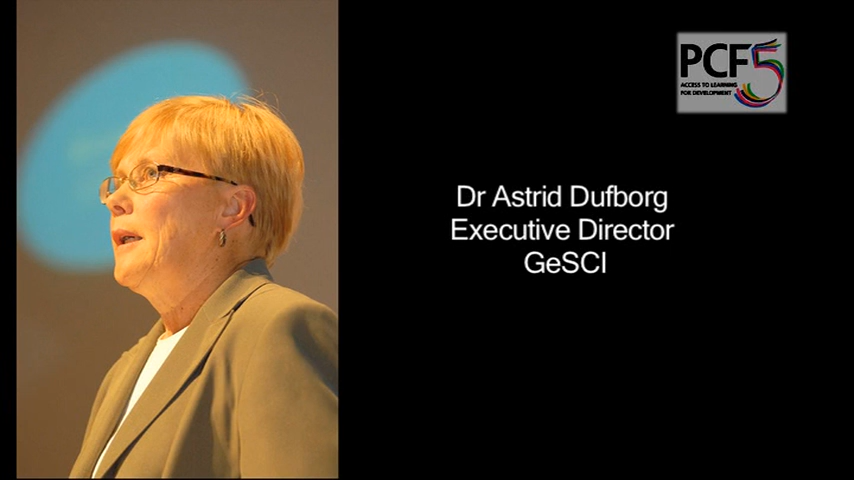 PCF5
ACCESS TO LEARNING
FOR DEVELOPMENT
Dr Astrid Dufborg
Executive Director
GeSCI